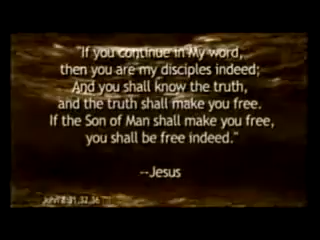 "If you continue in My word,
then you are my disciples indeed;
And you shall know the truth,
and the truth shall make you free.
If the Son of Man shall make you free,
you shall be free indeed."
--Jesus
John 8:31,32,36